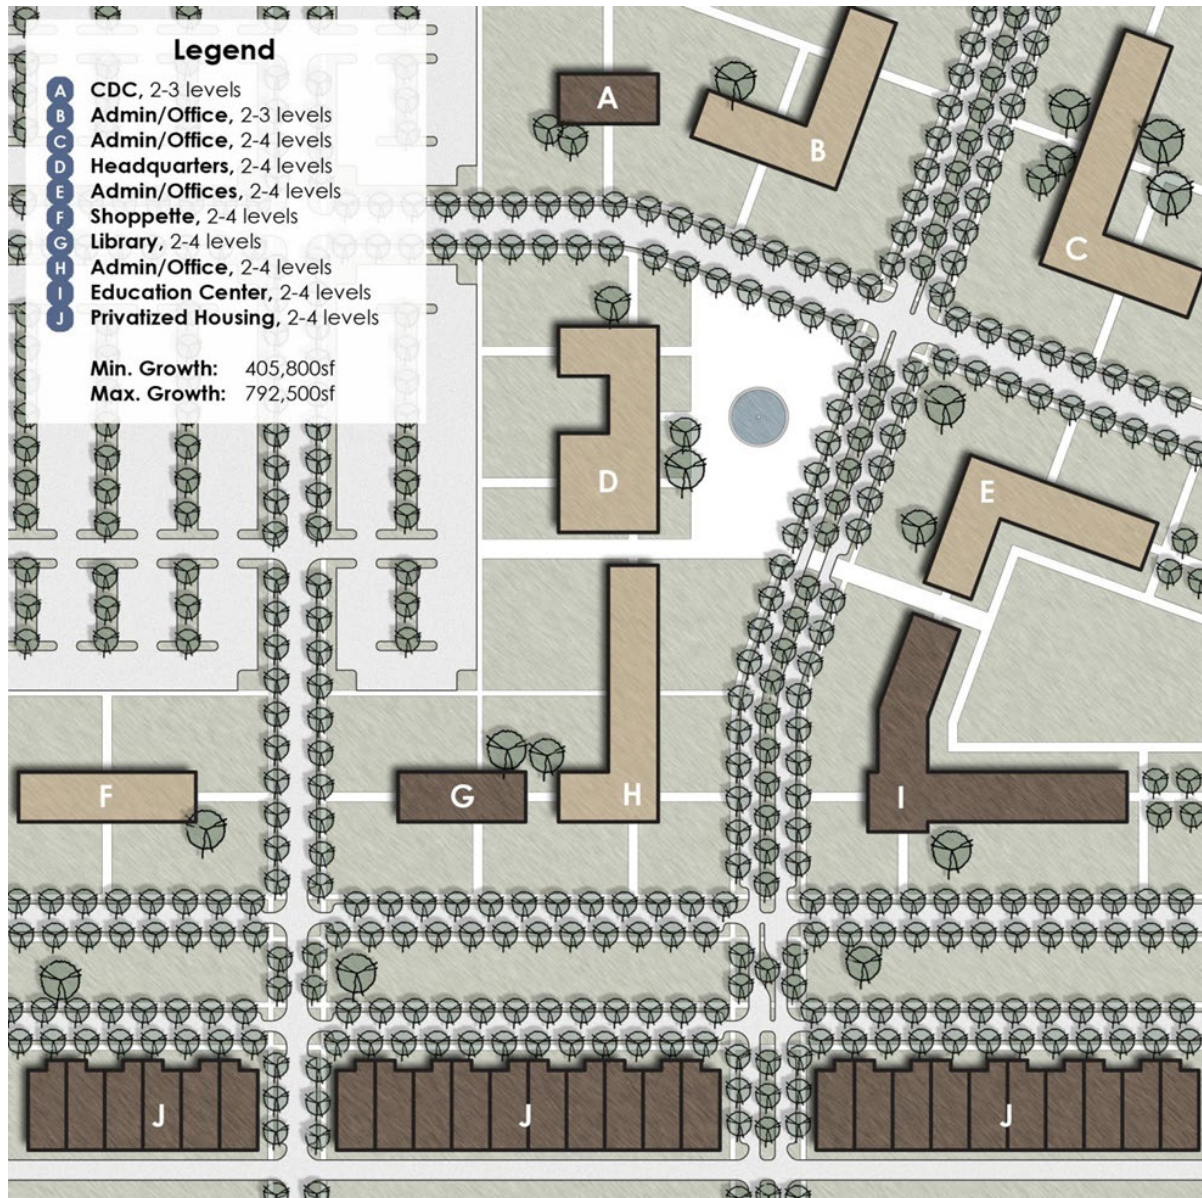 Legend
A CDC, 2-3 levels
B Admin/Office, 2-3 levels
C Admin/Office, 2-4 levels
D Headquarters, 2-4 levels
E Admin/Offices, 2-4 levels
F Shoppette, 2-4 levels
G Library, 2-4 levels
H Admin/Office, 2-4 levels
I Education Center, 2-4 levels
J Privatized Housing, 2-4 levels
Min. Growth: 405,800sf
Max. Growth: 792,500sf
A
B
C
D
E
F
G
H
I
J
J
J